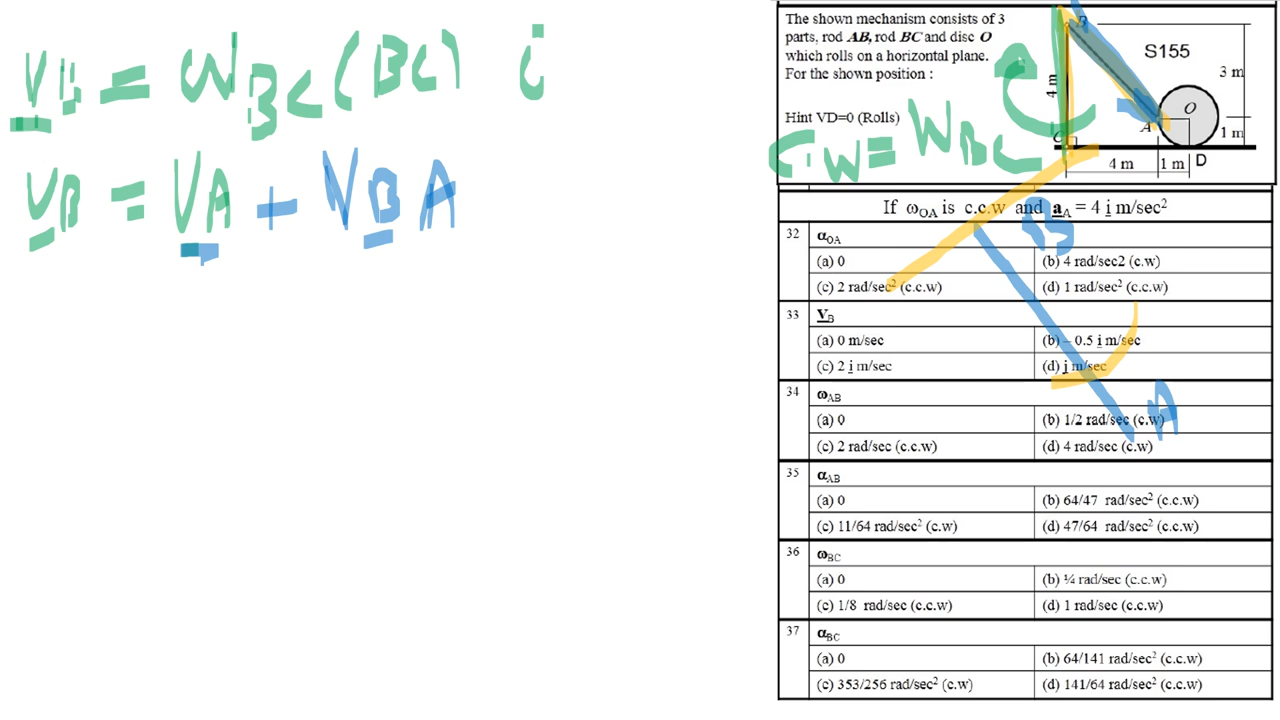 V̲B = ωBC (BC) i
V̲B = V̲A + V̲BA
The shown mechanism consists of 3
parts, rod AB, rod BC and disc O
which rolls on a horizontal plane.
For the shown position :
Hint VD=0 (Rolls)
C.W = WBC
B
S155
4 m
3 m
O
A
C
1 m
4 m
1 m
D
If ωOA is c.c.w and a̲A = 4 i̲ m/sec²
32 αOA
(a) 0 (b) 4 rad/sec2 (c.w)
(c) 2 rad/sec² (c.c.w) (d) 1 rad/sec² (c.c.w)
33 V̲B
(a) 0 m/sec (b) – 0.5 i̲ m/sec
(c) 2 i̲ m/sec (d) j̲ m/sec
34 ωAB
(a) 0 (b) 1/2 rad/sec (c.w)
(c) 2 rad/sec (c.c.w) (d) 4 rad/sec (c.w)
35 αAB
(a) 0 (b) 64/47 rad/sec² (c.c.w)
(c) 11/64 rad/sec² (c.w) (d) 47/64 rad/sec² (c.c.w)
36 ωBC
(a) 0 (b) ¼ rad/sec (c.c.w)
(c) 1/8 rad/sec (c.c.w) (d) 1 rad/sec (c.c.w)
37 αBC
(a) 0 (b) 64/141 rad/sec² (c.c.w)
(c) 353/256 rad/sec² (c.w) (d) 141/64 rad/sec² (c.c.w)
B
A